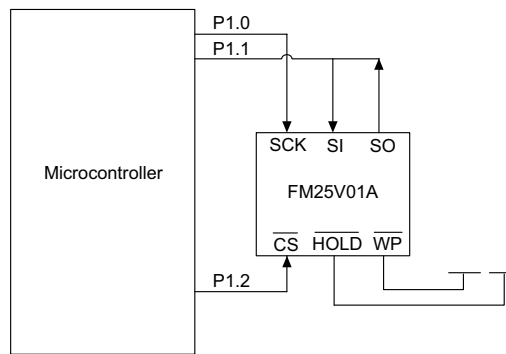 P1.0
P1.1
SCK SI SO
Microcontroller
FM25V01A
CS HOLD WP
P1.2